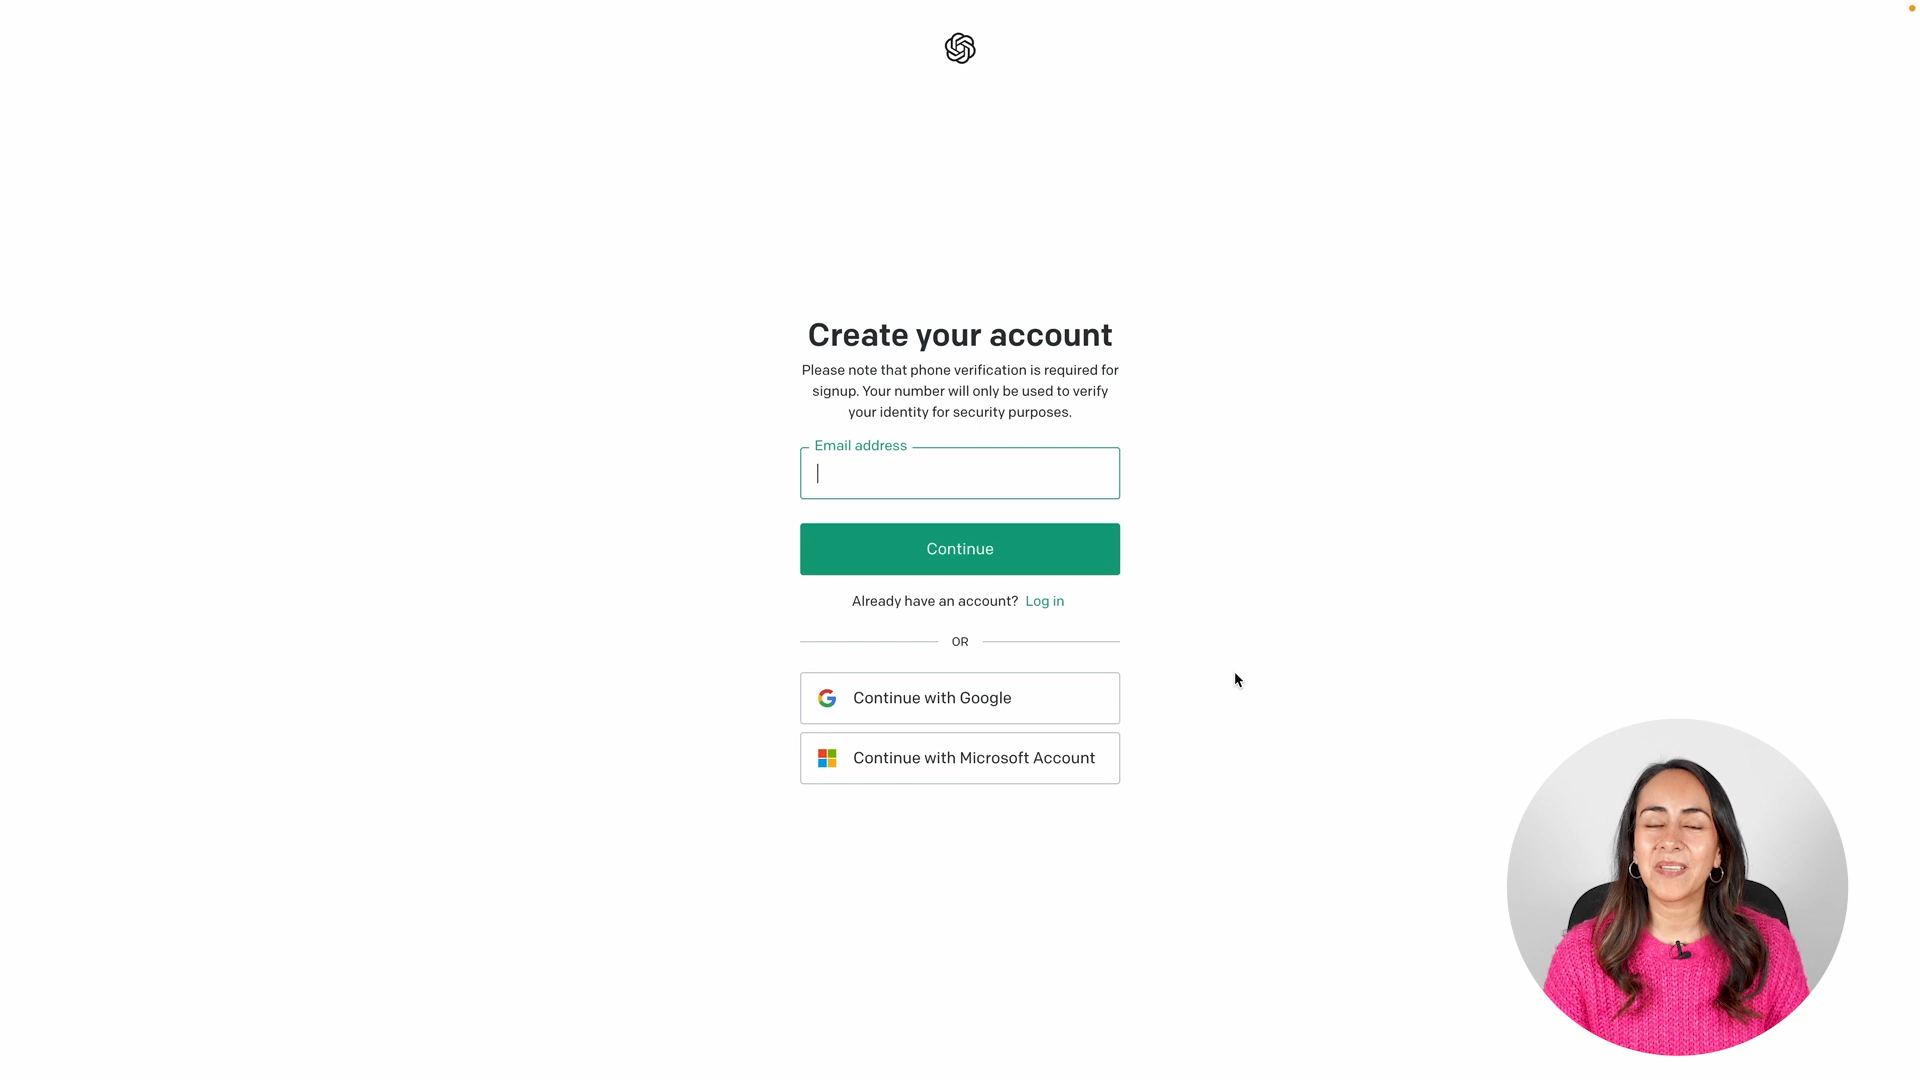 Create your account
Please note that phone verification is required for
signup. Your number will only be used to verify
your identity for security purposes.
Email address
Continue
Already have an account? Log in
OR
Continue with Google
Continue with Microsoft Account